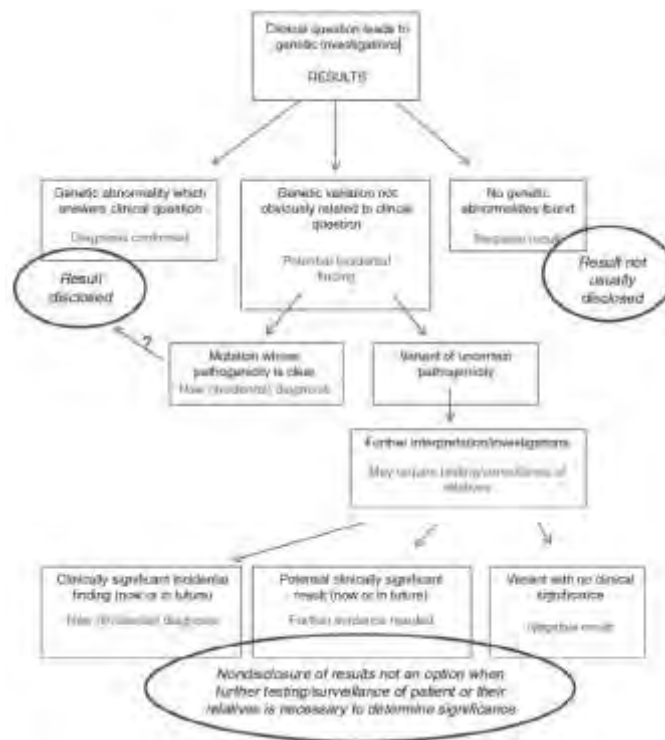 Clinical question leads to
genetic investigations
RESULTS
Genetic abnormality which
answers clinical question
Diagnosis confirmed
Genetic variation not
obviously related to clinical
question
Potential incidental
finding
No genetic
abnormalities found
Negative result
Result
disclosed
Result not
usually
disclosed
?
Mutation whose
pathogenicity is clear
New (incidental) diagnosis
Variant of uncertain
pathogenicity
Further interpretation/investigations
May require testing/surveillance of
relatives
Clinically significant incidental
finding (now or in future)
New (incidental) diagnosis
Potential clinically significant
result (now or in future)
Further evidence needed
Variant with no clinical
significance
Negative result
Nondisclosure of results not an option when
further testing/surveillance of patient or their
relatives is necessary to determine significance